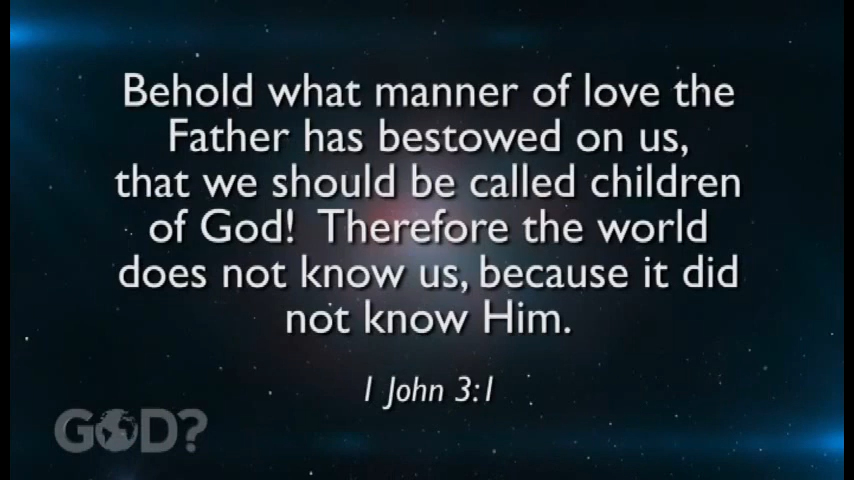 Behold what manner of love the
Father has bestowed on us,
that we should be called children
of God!  Therefore the world
does not know us, because it did
not know Him.
1 John 3:1
GOD?